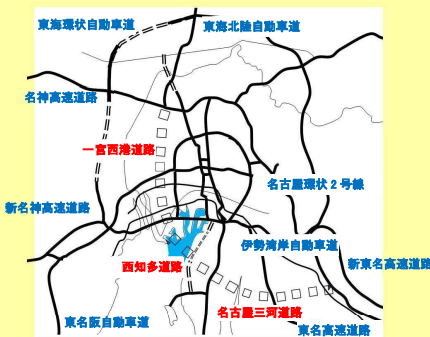 東海環状自動車道
東海北陸自動車道
名神高速道路
一宮西港道路
名古屋環状2号線
新名神高速道路
伊勢湾岸自動車道
西知多道路
新東名高速道路
名古屋三河道路
東名阪自動車道
東名高速道路